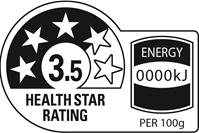 3.5
HEALTH STAR
RATING
ENERGY
0000kJ
PER 100g